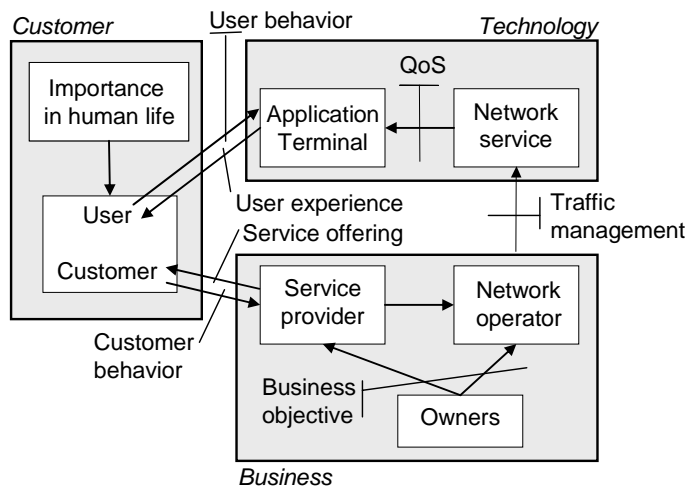 User behavior
Customer
Technology
Importance
in human life
QoS
Application
Terminal
Network
service
User
Customer
User experience
Service offering
Traffic
management
Service
provider
Network
operator
Customer
behavior
Business
objective
Owners
Business